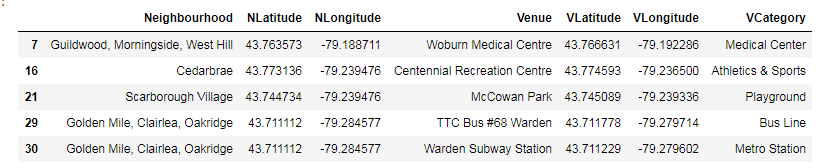 :
Neighbourhood NLatitude NLongitude Venue VLatitude VLongitude VCategory
7 Guildwood, Morningside, West Hill 43.763573 -79.188711 Woburn Medical Centre 43.766631 -79.192286 Medical Center
16 Cedarbrae 43.773136 -79.239476 Centennial Recreation Centre 43.774593 -79.236500 Athletics & Sports
21 Scarborough Village 43.744734 -79.239476 McCowan Park 43.745089 -79.239336 Playground
29 Golden Mile, Clairlea, Oakridge 43.711112 -79.284577 TTC Bus #68 Warden 43.711778 -79.279714 Bus Line
30 Golden Mile, Clairlea, Oakridge 43.711112 -79.284577 Warden Subway Station 43.711229 -79.279602 Metro Station